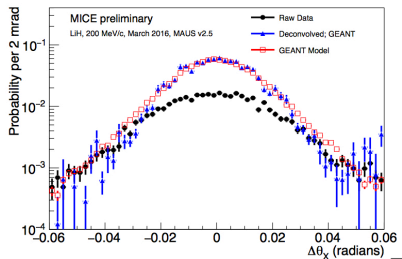 MICE preliminary
LiH, 200 MeV/c, March 2016, MAUS v2.5
Raw Data
Deconvolved; GEANT
GEANT Model
Probability per 2 mrad
10⁻¹
10⁻²
10⁻³
10⁻⁴
−0.06 −0.04 −0.02 0 0.02 0.04 0.06
Δθx (radians)